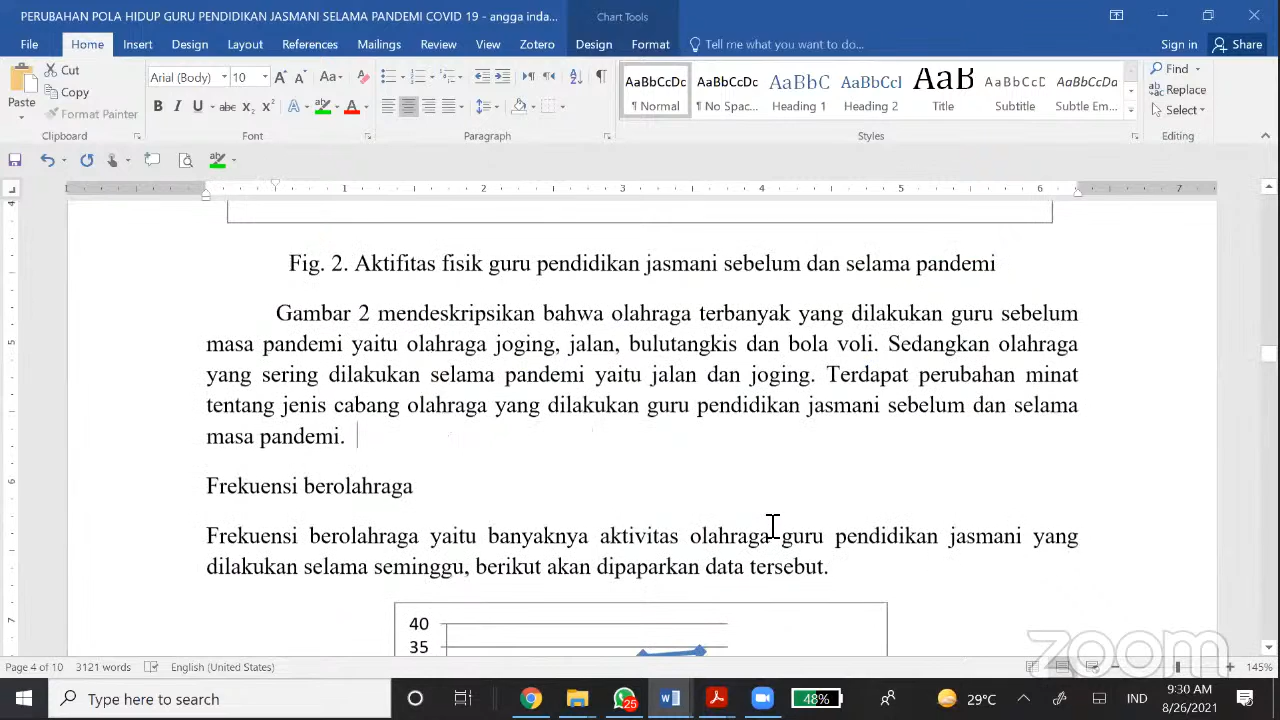 PERUBAHAN POLA HIDUP GURU PENDIDIKAN JASMANI SELAMA PANDEMI COVID 19 - angga inda...
Chart Tools
File Home Insert Design Layout References Mailings Review View Zotero Design Format Tell me what you want to do... Sign in Share
Paste
Cut
Copy
Format Painter
Arial (Body) 10
AaBbCcDc AaBbCcDc AaBbC AaBbCcI AaB AaBbCcD AaBbCcDc
¶ Normal ¶ No Spac... Heading 1 Heading 2 Title Subtitle Subtle Em...
Find
Replace
Select
Clipboard Font Paragraph Styles Editing
1 2 3 4 5 6 7
Fig. 2. Aktifitas fisik guru pendidikan jasmani sebelum dan selama pandemi
Gambar 2 mendeskripsikan bahwa olahraga terbanyak yang dilakukan guru sebelum
masa pandemi yaitu olahraga joging, jalan, bulutangkis dan bola voli. Sedangkan olahraga
yang sering dilakukan selama pandemi yaitu jalan dan joging. Terdapat perubahan minat
tentang jenis cabang olahraga yang dilakukan guru pendidikan jasmani sebelum dan selama
masa pandemi.
Frekuensi berolahraga
Frekuensi berolahraga yaitu banyaknya aktivitas olahraga guru pendidikan jasmani yang
dilakukan selama seminggu, berikut akan dipaparkan data tersebut.
40
35
zoom
Page 4 of 10 3121 words English (United States) 145%
Type here to search
25
48%
29°C
IND
9:30 AM
8/26/2021